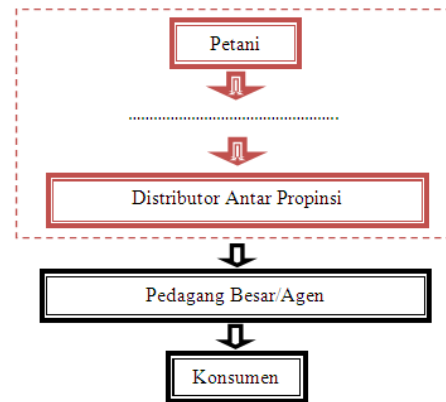 Petani
....................................................
Distributor Antar Propinsi
Pedagang Besar/Agen
Konsumen